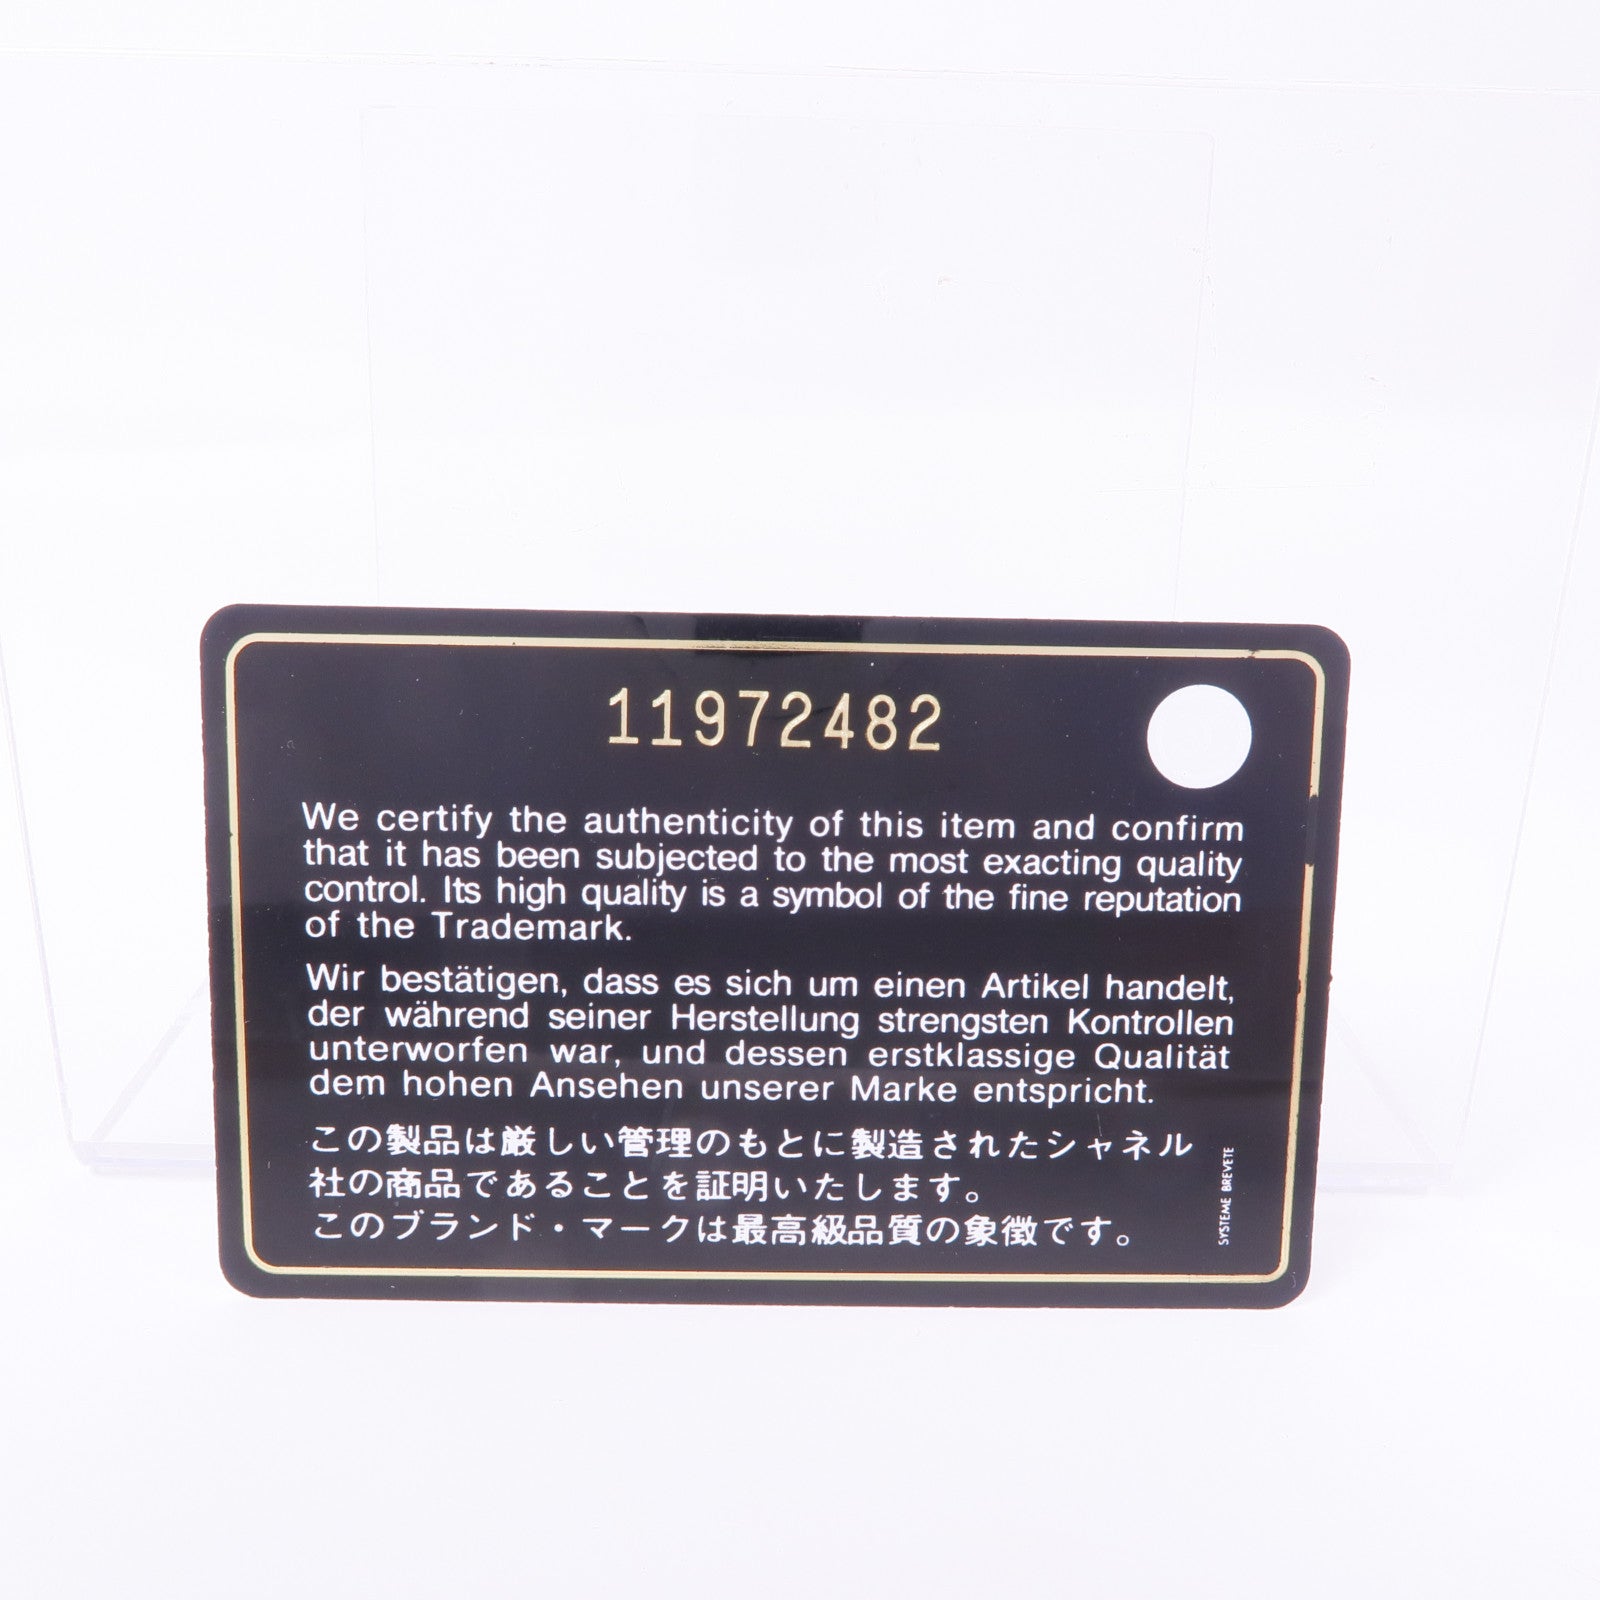 11972482
We certify the authenticity of this item and confirm
that it has been subjected to the most exacting quality
control. Its high quality is a symbol of the fine reputation
of the Trademark.
Wir bestätigen, dass es sich um einen Artikel handelt,
der während seiner Herstellung strengsten Kontrollen
unterworfen war, und dessen erstklassige Qualität
dem hohen Ansehen unserer Marke entspricht.
この製品は厳しい管理のもとに製造されたシャネル
社の商品であることを証明いたします。
このブランド・マークは最高級品質の象徴です。
SYSTEME BREVETE